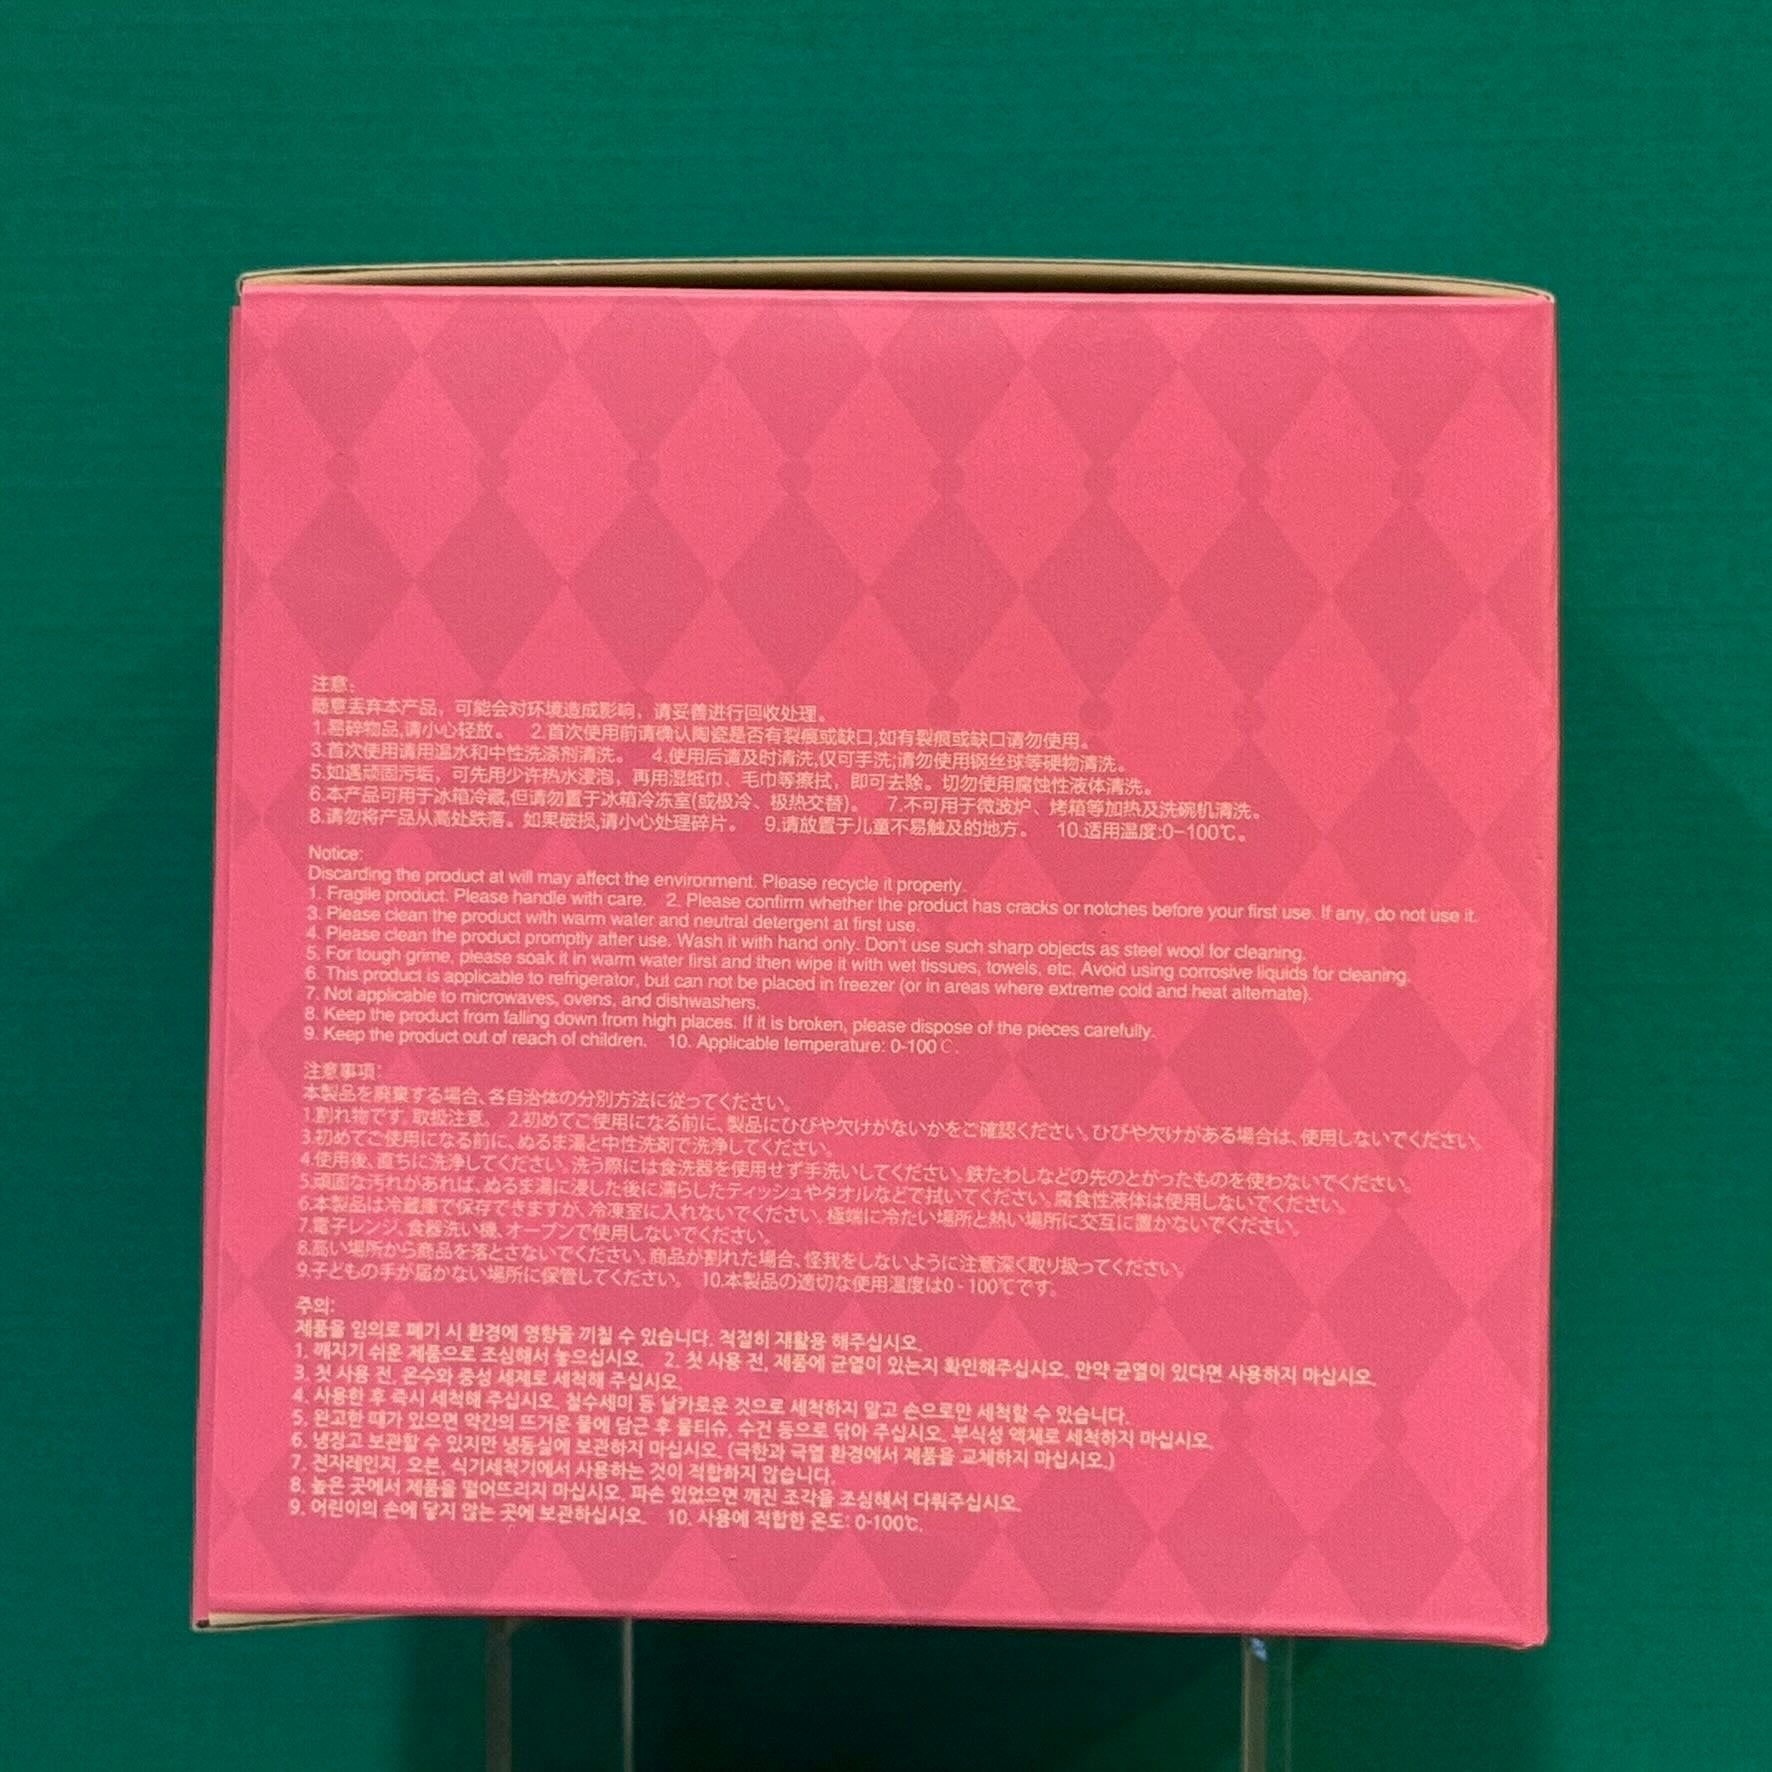 注意:
随意丢弃本产品，可能会对环境造成影响，请妥善进行回收处理。
1.易碎物品,请小心轻放。 2.首次使用前请确认陶瓷是否有裂痕或缺口,如有裂痕或缺口请勿使用。
3.首次使用请用温水和中性洗涤剂清洗。 4.使用后请及时清洗,仅可手洗;请勿使用钢丝球等硬物清洗。
5.如遇顽固污垢，可先用少许热水浸泡，再用湿纸巾、毛巾等擦拭，即可去除。切勿使用腐蚀性液体清洗。
6.本产品可用于冰箱冷藏,但请勿置于冰箱冷冻室(或极冷、极热交替)。 7.不可用于微波炉、烤箱等加热及洗碗机清洗。
8.请勿将产品从高处跌落。如果破损,请小心处理碎片。 9.请放置于儿童不易触及的地方。 10.适用温度:0-100℃。
Notice:
Discarding the product at will may affect the environment. Please recycle it properly.
1. Fragile product. Please handle with care. 2. Please confirm whether the product has cracks or notches before your first use. If any, do not use it.
3. Please clean the product with warm water and neutral detergent at first use.
4. Please clean the product promptly after use. Wash it with hand only. Don't use such sharp objects as steel wool for cleaning.
5. For tough grime, please soak it in warm water first and then wipe it with wet tissues, towels, etc. Avoid using corrosive liquids for cleaning.
6. This product is applicable to refrigerator, but can not be placed in freezer (or in areas where extreme cold and heat alternate).
7. Not applicable to microwaves, ovens, and dishwashers.
8. Keep the product from falling down from high places. If it is broken, please dispose of the pieces carefully.
9. Keep the product out of reach of children. 10. Applicable temperature: 0-100℃.
注意事項:
本製品を廃棄する場合、各自治体の分別方法に従ってください。
1.割れ物です。取扱注意。 2.初めてご使用になる前に、製品にひびや欠けがないかをご確認ください。ひびや欠けがある場合は、使用しないでください。
3.初めてご使用になる前に、ぬるま湯と中性洗剤で洗浄してください。
4.使用後、直ちに洗浄してください。洗う際には食洗器を使用せず手洗いしてください。鉄たわしなどの先のとがったものを使わないでください。
5.頑固な汚れがあれば、ぬるま湯に浸した後に濡らしたティッシュやタオルなどで拭いてください。腐食性液体は使用しないでください。
6.本製品は冷蔵庫で保存できますが、冷凍室に入れないでください。極端に冷たい場所と熱い場所に交互に置かないでください。
7.電子レンジ、食器洗い機、オーブンで使用しないでください。
8.高い場所から商品を落とさないでください。商品が割れた場合、怪我をしないように注意深く取り扱ってください。
9.子どもの手が届かない場所に保管してください。 10.本製品の適切な使用温度は0-100℃です。
주의:
제품을 임의로 폐기 시 환경에 영향을 끼칠 수 있습니다. 적절히 재활용 해주십시오.
1. 깨지기 쉬운 제품으로 조심해서 놓으십시오. 2. 첫 사용 전, 제품에 균열이 있는지 확인해주십시오. 만약 균열이 있다면 사용하지 마십시오.
3. 첫 사용 전, 온수와 중성 세제로 세척해 주십시오.
4. 사용한 후 즉시 세척해 주십시오. 철수세미 등 날카로운 것으로 세척하지 말고 손으로만 세척할 수 있습니다.
5. 완고한 때가 있으면 약간의 뜨거운 물에 담근 후 물티슈, 수건 등으로 닦아 주십시오. 부식성 액체로 세척하지 마십시오.
6. 냉장고 보관할 수 있지만 냉동실에 보관하지 마십시오. (극한과 극열 환경에서 제품을 교체하지 마십시오.)
7. 전자레인지, 오븐, 식기세척기에서 사용하는 것이 적합하지 않습니다.
8. 높은 곳에서 제품을 떨어뜨리지 마십시오. 파손 있었으면 깨진 조각을 조심해서 다뤄주십시오.
9. 어린이의 손에 닿지 않는 곳에 보관하십시오. 10. 사용에 적합한 온도: 0-100℃.